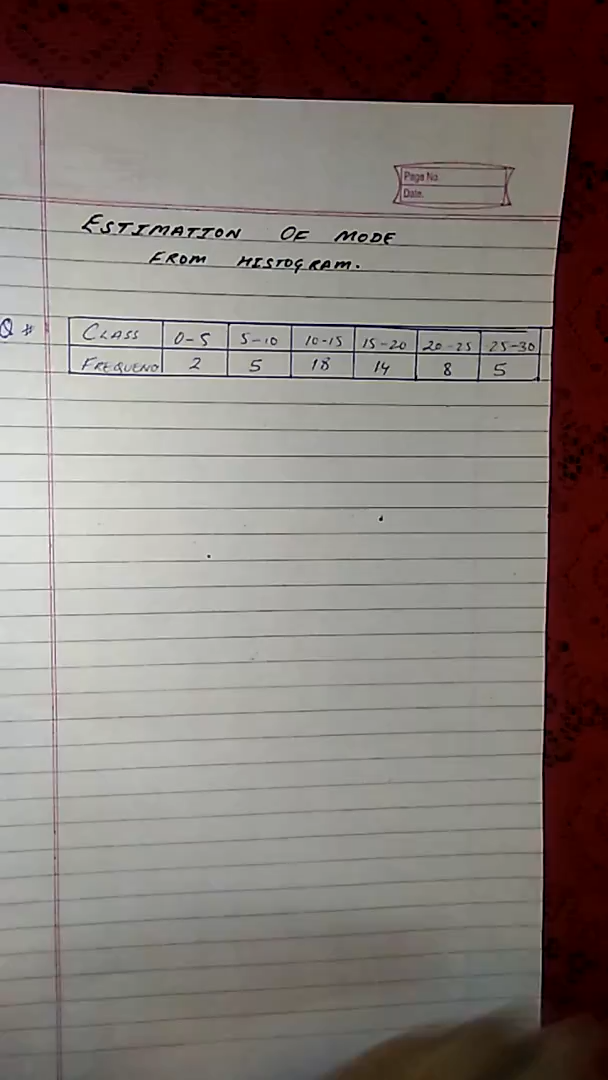 Page No.
Date.
ESTIMATION OF MODE
FROM HISTOGRAM.
Q # CLASS 0-5 5-10 10-15 15-20 20-25 25-30
FREQUENC 2 5 18 14 8 5